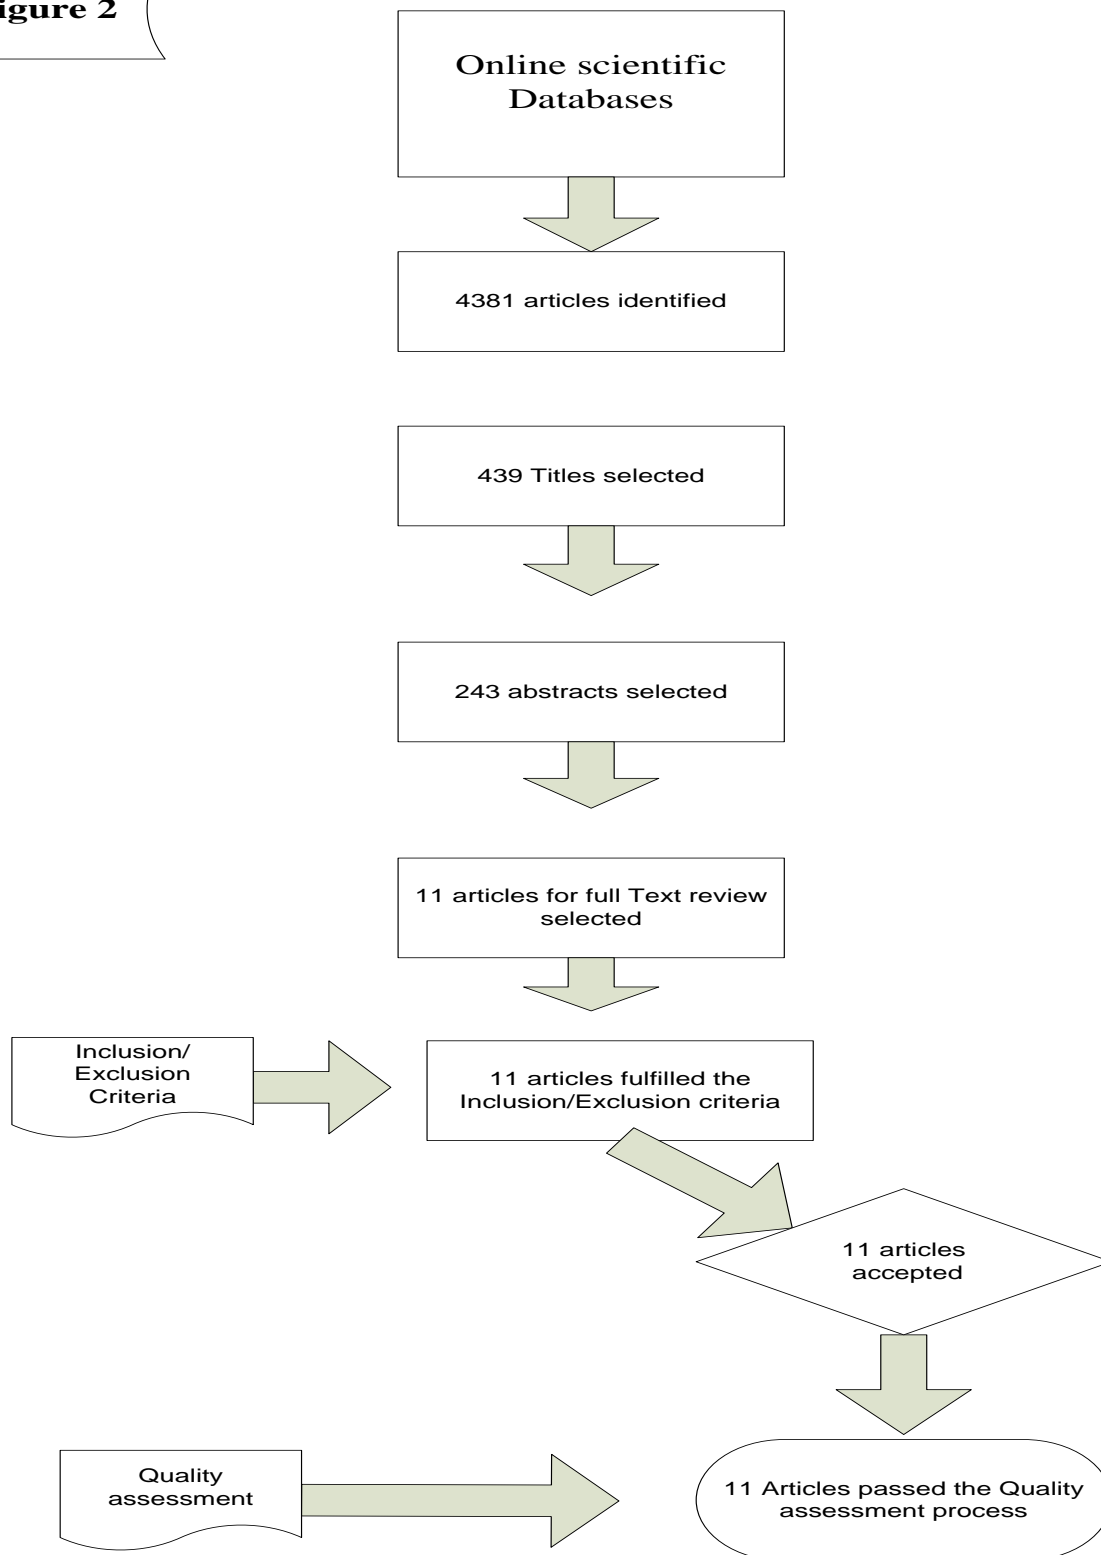 igure 2
Online scientific
Databases
4381 articles identified
439 Titles selected
243 abstracts selected
11 articles for full Text review
selected
Inclusion/
Exclusion
Criteria
11 articles fulfilled the
Inclusion/Exclusion criteria
11 articles
accepted
Quality
assessment
11 Articles passed the Quality
assessment process